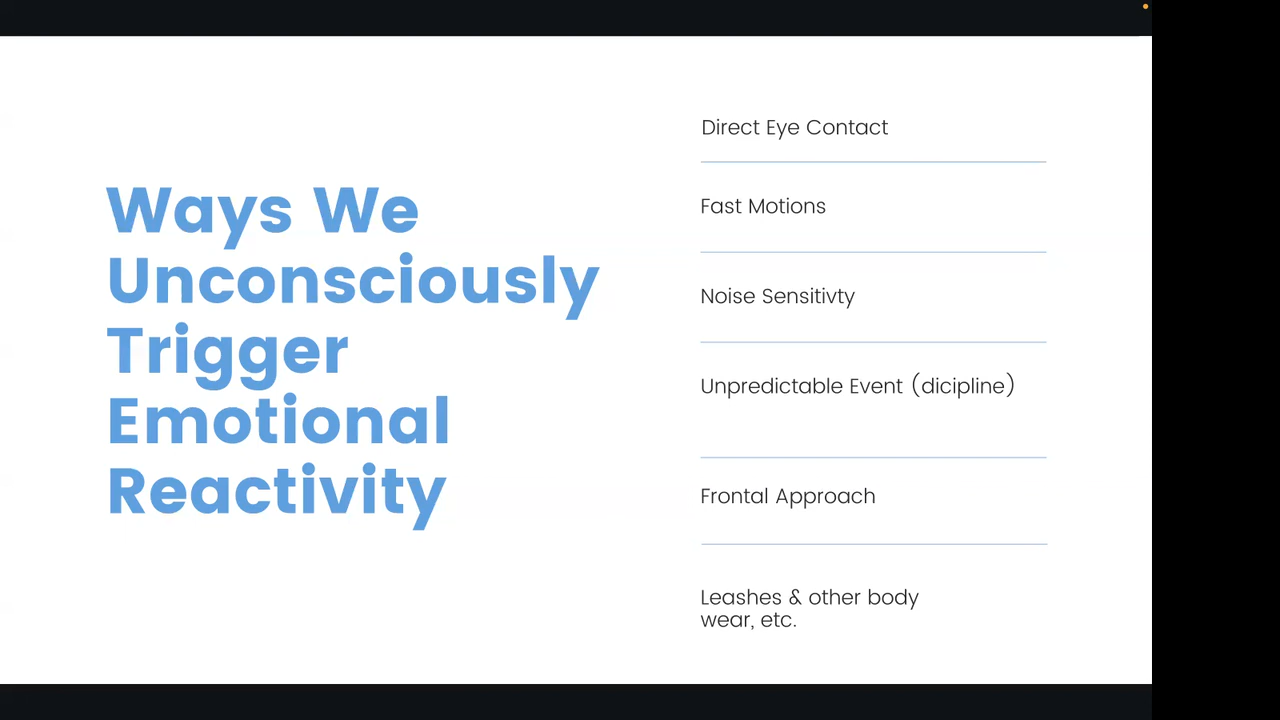 Ways We
Unconsciously
Trigger
Emotional
Reactivity
Direct Eye Contact
Fast Motions
Noise Sensitivty
Unpredictable Event (dicipline)
Frontal Approach
Leashes & other body
wear, etc.